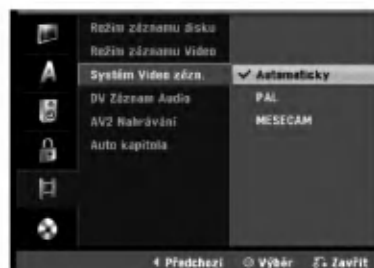 Režim záznamu disku
Režim záznamu Video
Systém Video zázn.
Automaticky
DV Záznam Audio
PAL
AV2 Nahrávání
MESECAM
Auto kapitola
Předchozí Výběr Zavřít